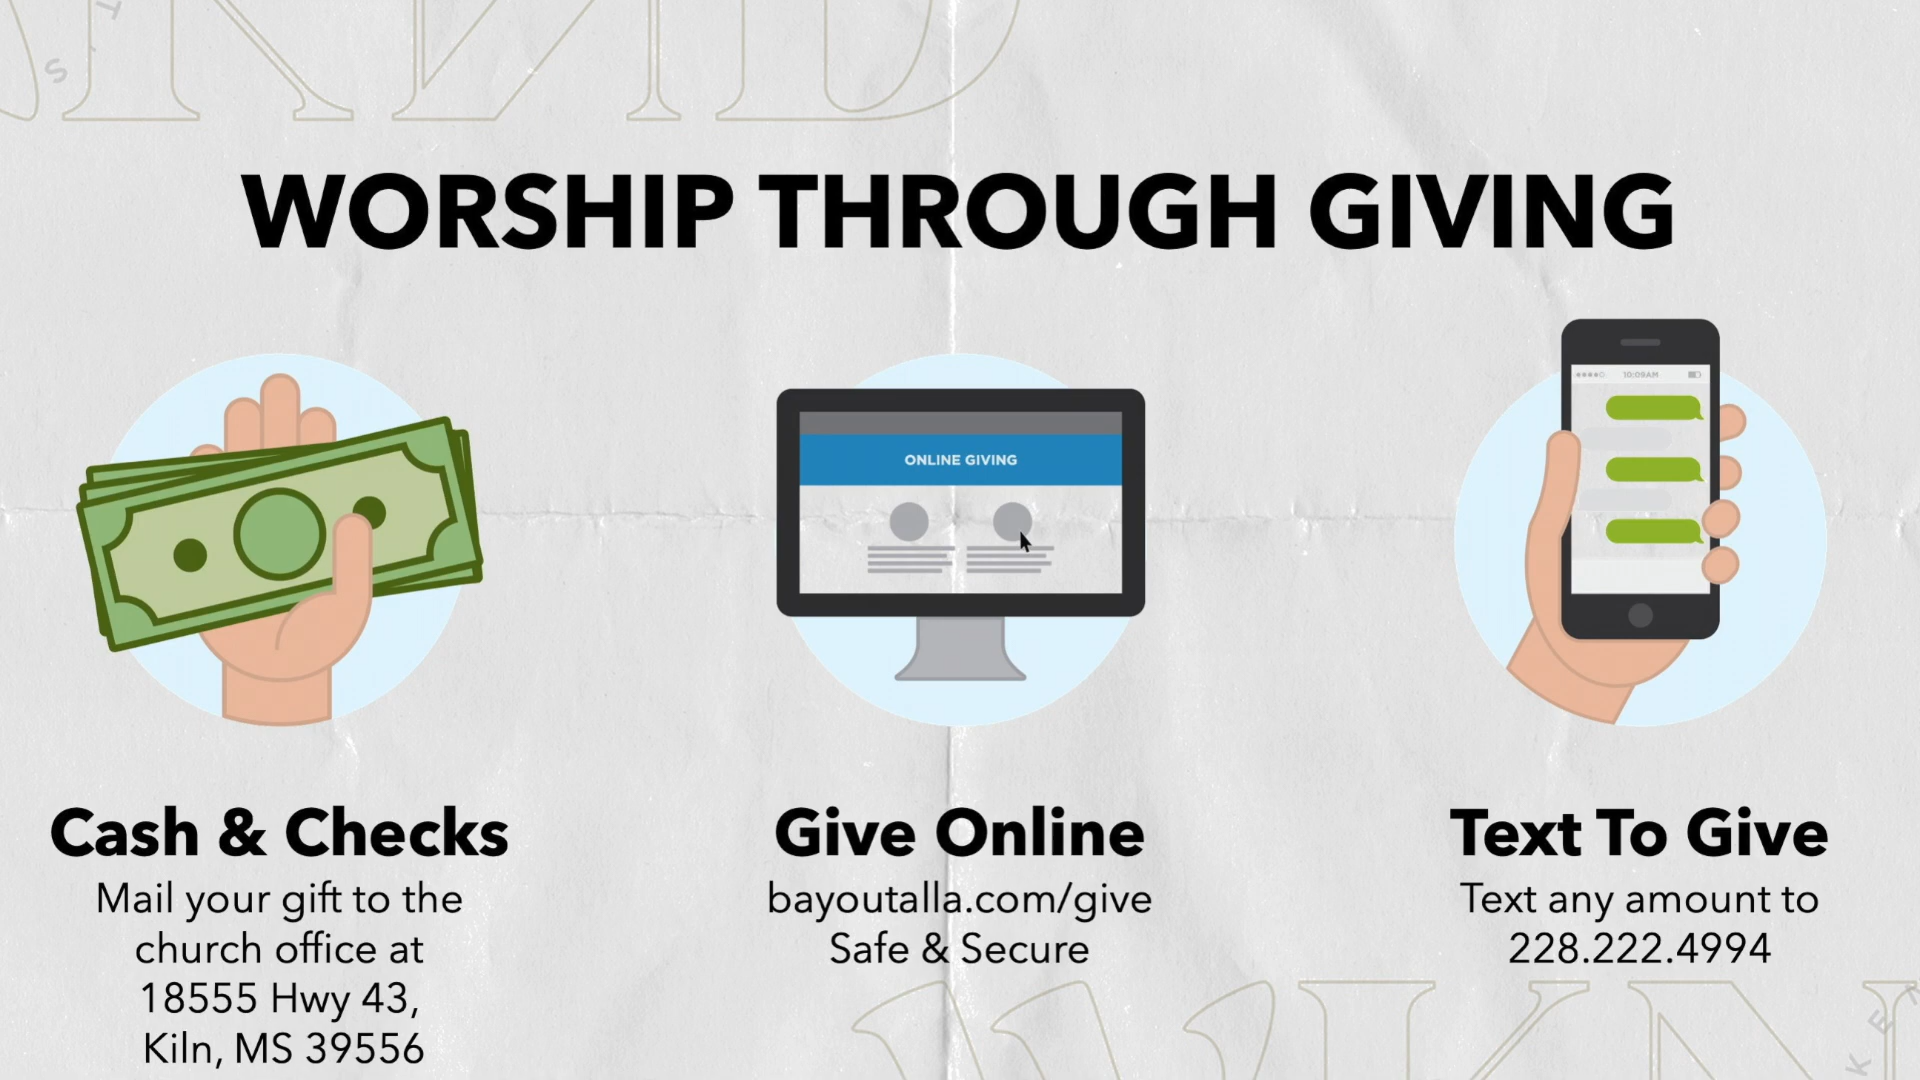 WORSHIP THROUGH GIVING
10:09AM
ONLINE GIVING
Cash & Checks
Mail your gift to the
church office at
18555 Hwy 43,
Kiln, MS 39556
Give Online
bayoutalla.com/give
Safe & Secure
Text To Give
Text any amount to
228.222.4994